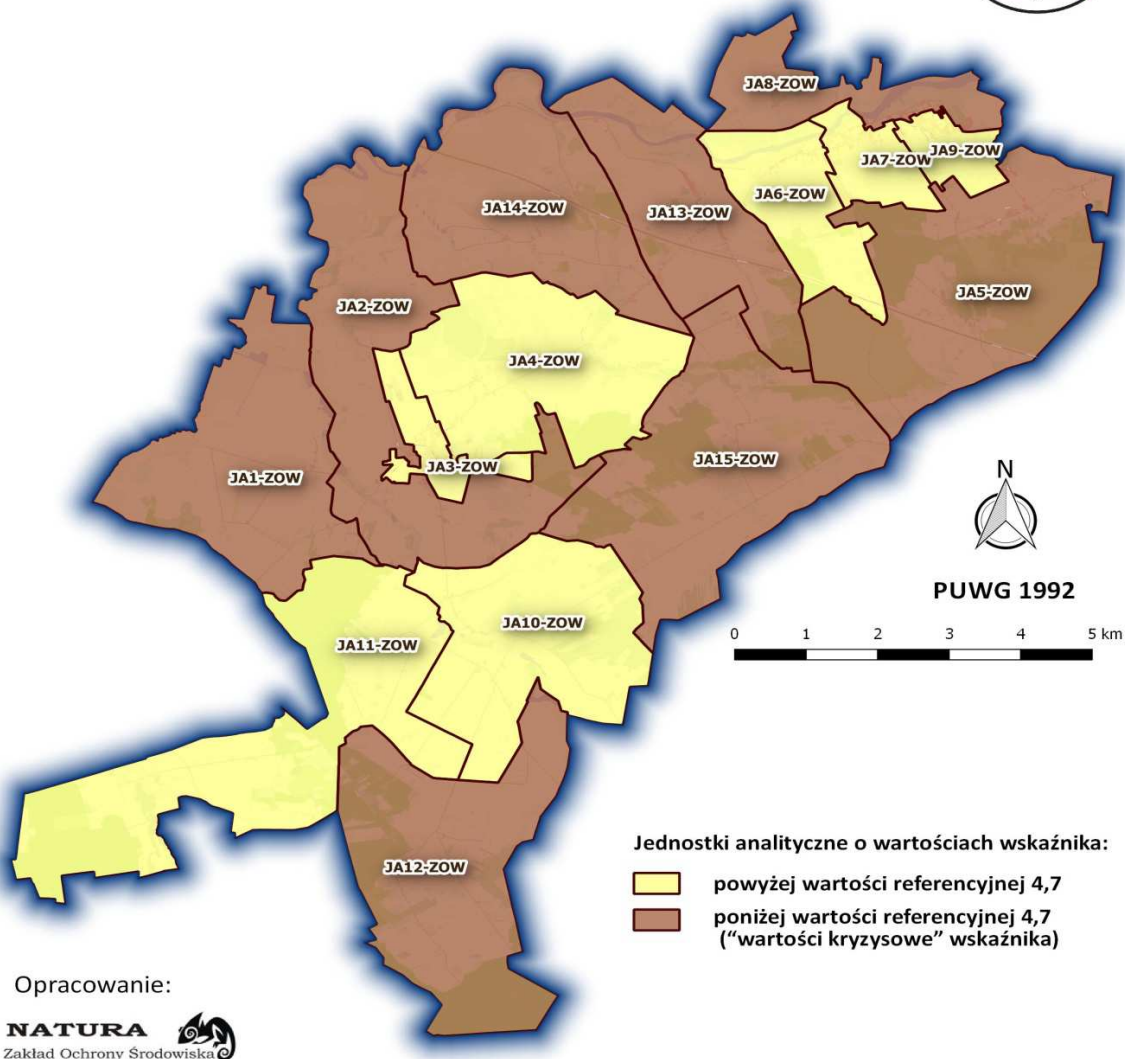 JA8-ZOW
JA7-ZOW
JA9-ZOW
JA6-ZOW
JA14-ZOW
JA13-ZOW
JA5-ZOW
JA2-ZOW
JA4-ZOW
JA3-ZOW
JA15-ZOW
JA1-ZOW
N
PUWG 1992
0 1 2 3 4 5 km
JA10-ZOW
JA11-ZOW
JA12-ZOW
Jednostki analityczne o wartościach wskaźnika:
powyżej wartości referencyjnej 4,7
poniżej wartości referencyjnej 4,7
(“wartości kryzysowe” wskaźnika)
Opracowanie:
NATURA
Zakład Ochrony Środowiska